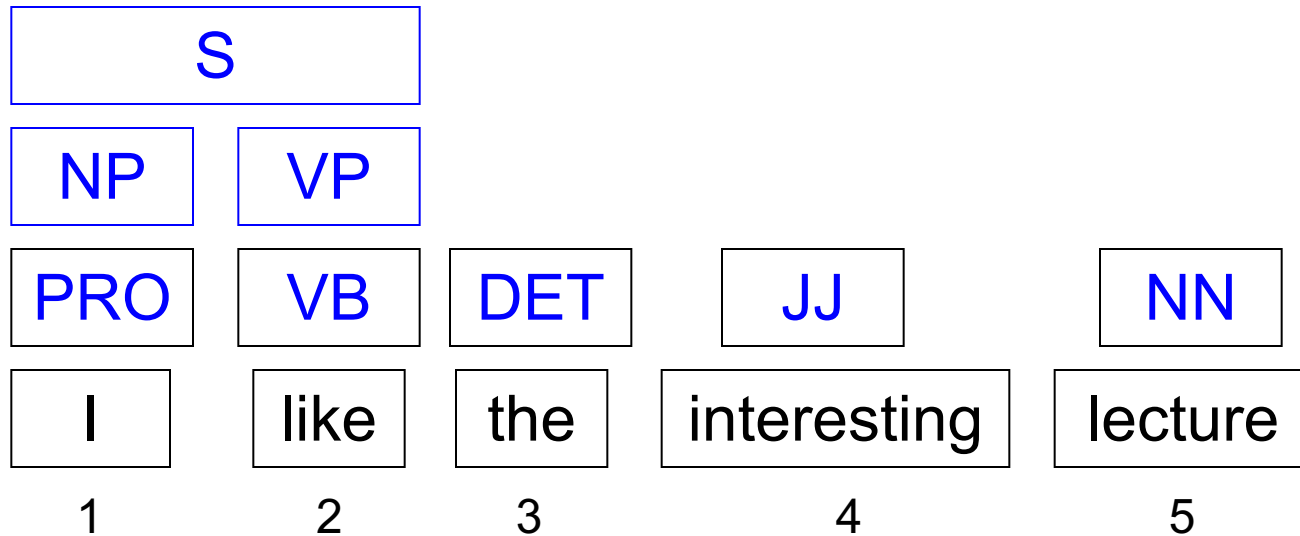 S
NP VP
PRO VB DET JJ NN
I like the interesting lecture
1 2 3 4 5